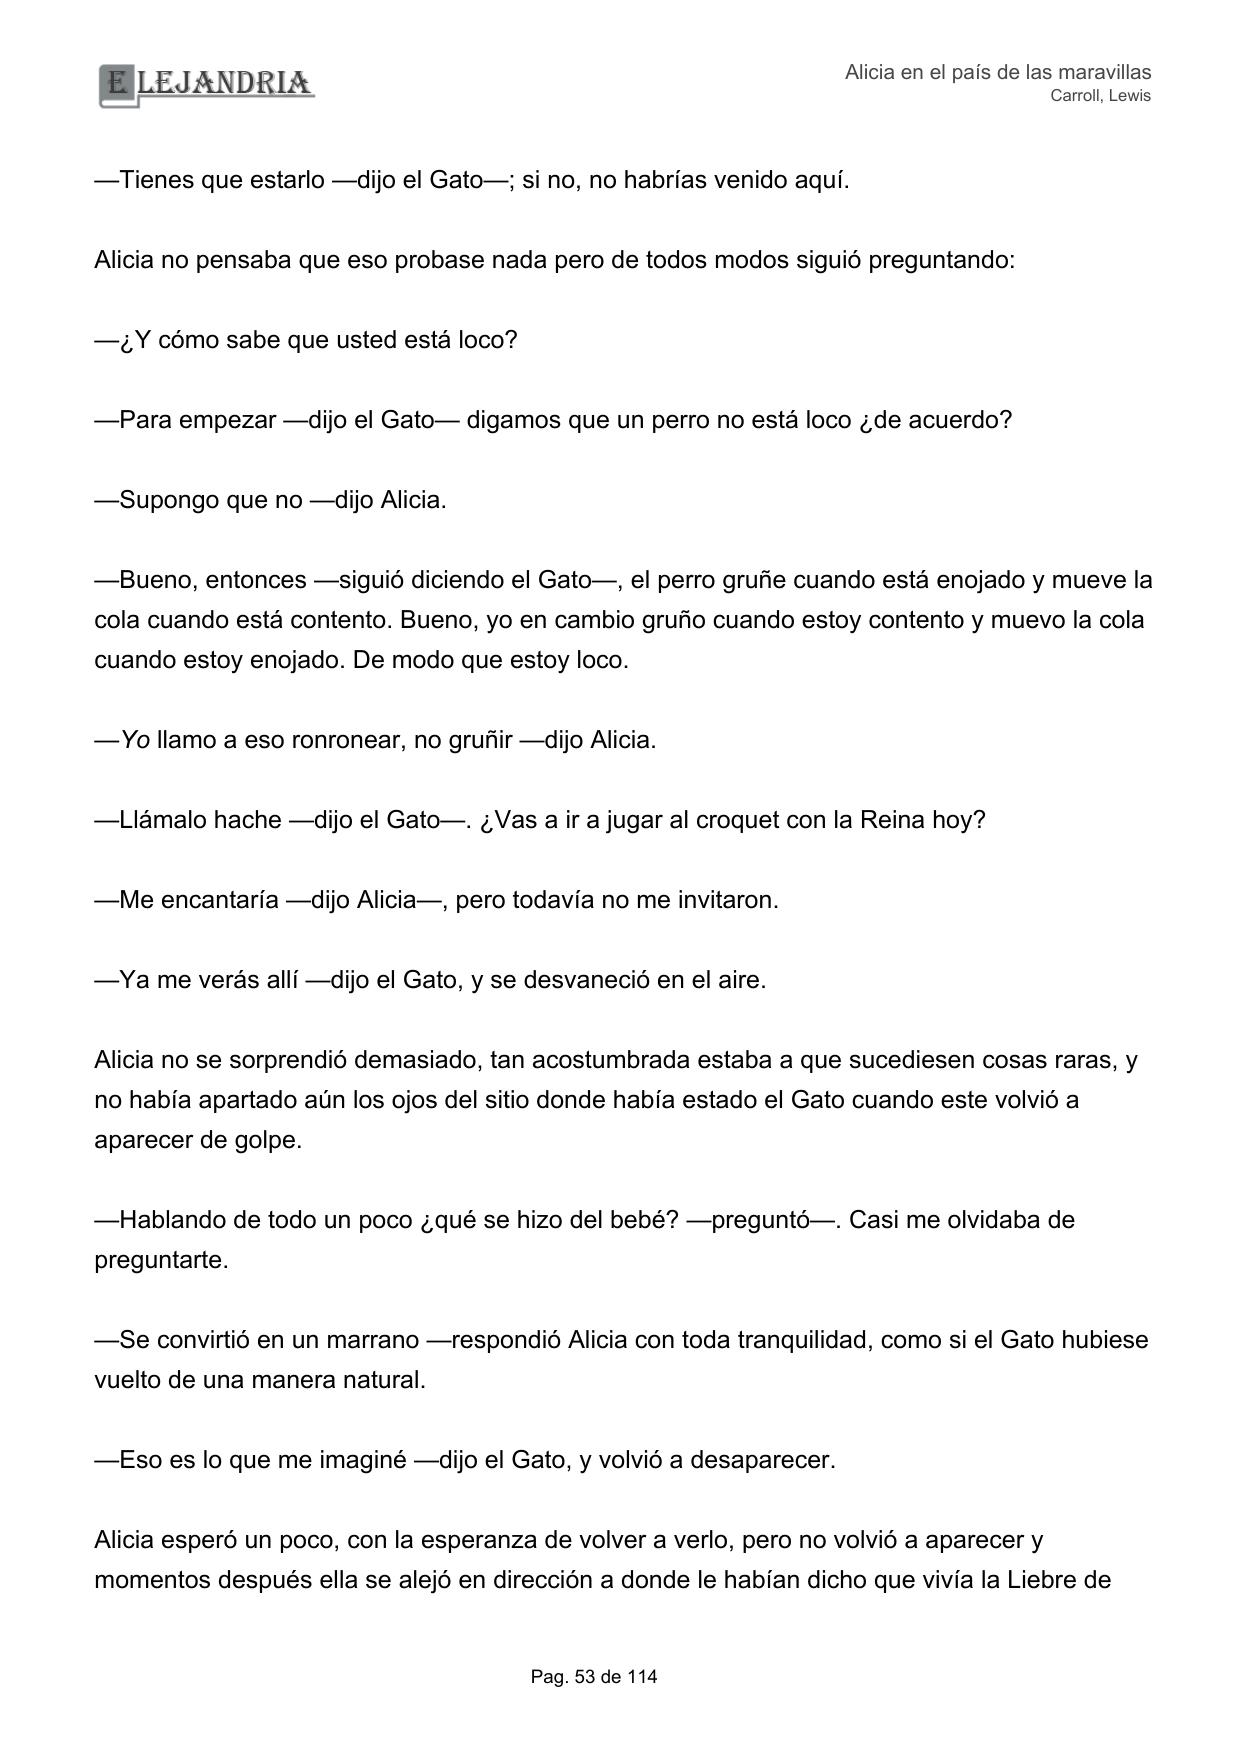 ELEJANDRIA
Alicia en el país de las maravillas
Carroll, Lewis
—Tienes que estarlo —dijo el Gato—; si no, no habrías venido aquí.
Alicia no pensaba que eso probase nada pero de todos modos siguió preguntando:
—¿Y cómo sabe que usted está loco?
—Para empezar —dijo el Gato— digamos que un perro no está loco ¿de acuerdo?
—Supongo que no —dijo Alicia.
—Bueno, entonces —siguió diciendo el Gato—, el perro gruñe cuando está enojado y mueve la
cola cuando está contento. Bueno, yo en cambio gruño cuando estoy contento y muevo la cola
cuando estoy enojado. De modo que estoy loco.
—Yo llamo a eso ronronear, no gruñir —dijo Alicia.
—Llámalo hache —dijo el Gato—. ¿Vas a ir a jugar al croquet con la Reina hoy?
—Me encantaría —dijo Alicia—, pero todavía no me invitaron.
—Ya me verás allí —dijo el Gato, y se desvaneció en el aire.
Alicia no se sorprendió demasiado, tan acostumbrada estaba a que sucediesen cosas raras, y
no había apartado aún los ojos del sitio donde había estado el Gato cuando este volvió a
aparecer de golpe.
—Hablando de todo un poco ¿qué se hizo del bebé? —preguntó—. Casi me olvidaba de
preguntarte.
—Se convirtió en un marrano —respondió Alicia con toda tranquilidad, como si el Gato hubiese
vuelto de una manera natural.
—Eso es lo que me imaginé —dijo el Gato, y volvió a desaparecer.
Alicia esperó un poco, con la esperanza de volver a verlo, pero no volvió a aparecer y
momentos después ella se alejó en dirección a donde le habían dicho que vivía la Liebre de
Pag. 53 de 114